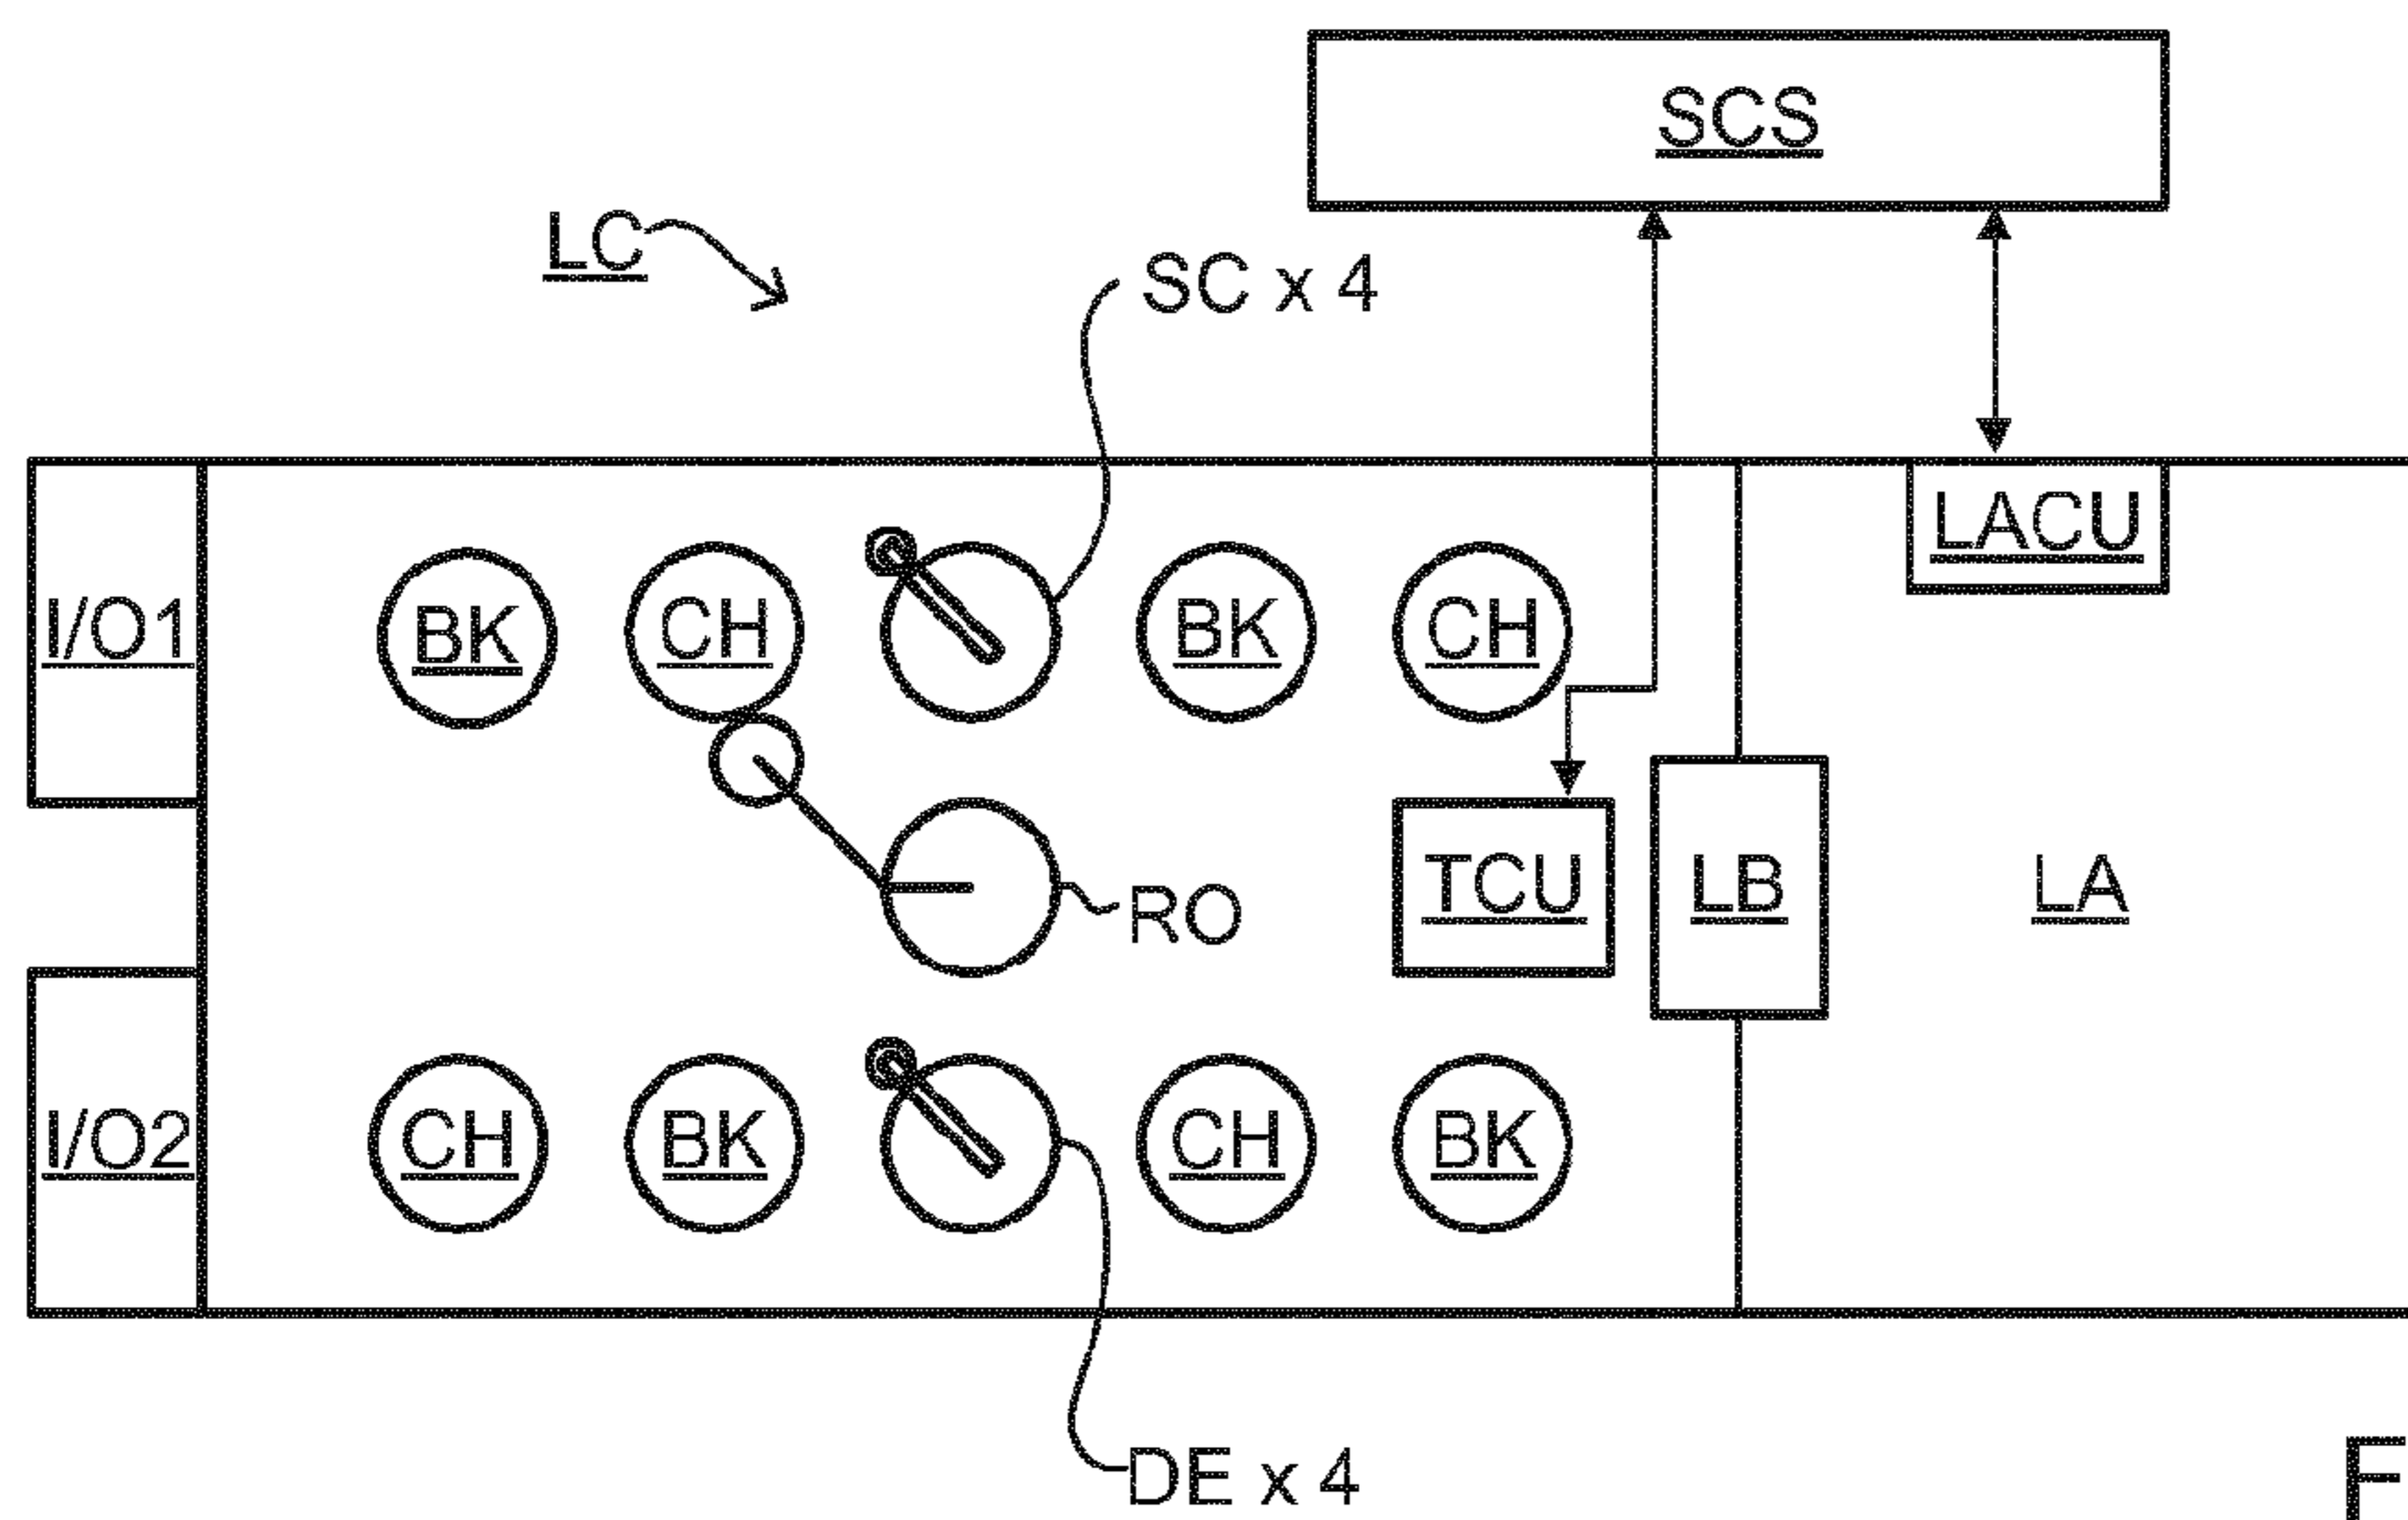 SCS
LC
SC x 4
LACU
I/O1
BK
CH
BK
CH
RO
TCU
LB
LA
I/O2
CH
BK
CH
BK
DE x 4
F